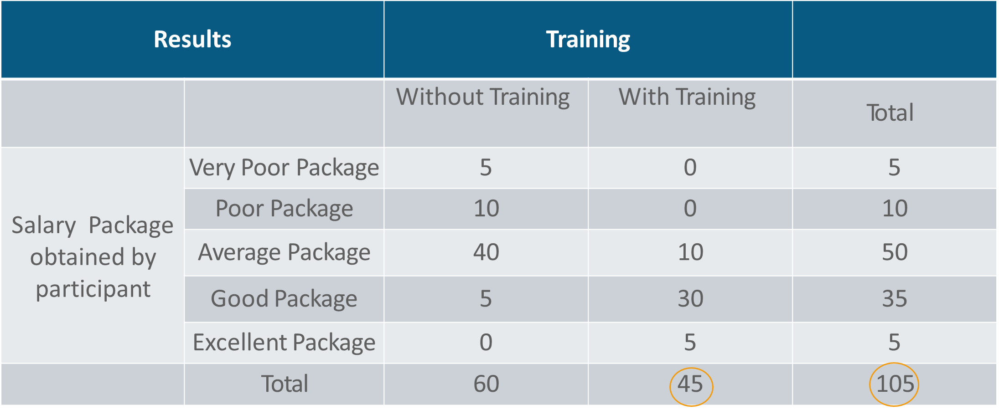 Results Training
Without Training With Training Total
Very Poor Package 5 0 5
Poor Package 10 0 10
Salary Package
obtained by
participant
Average Package 40 10 50
Good Package 5 30 35
Excellent Package 0 5 5
Total 60 45 105